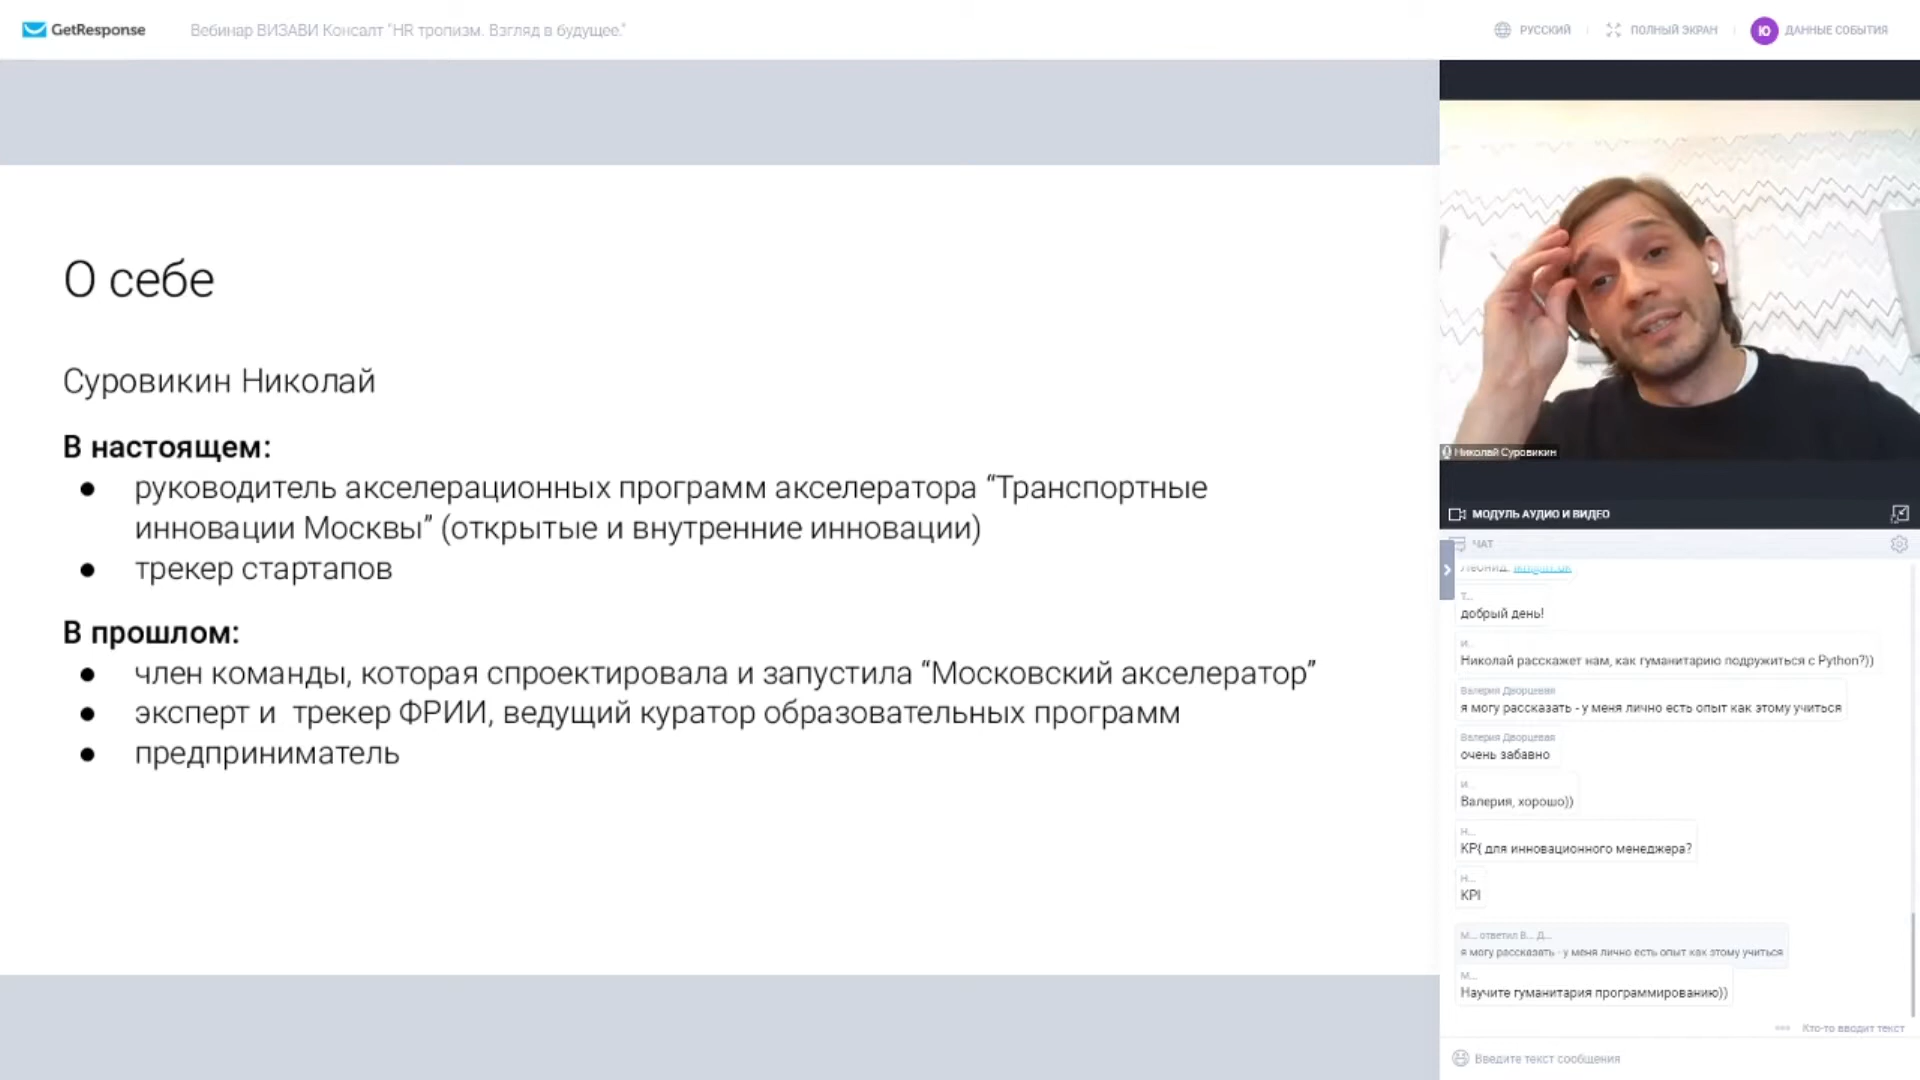 GetResponse
Вебинар ВИЗАВИ Консалт "HR тропизм. Взгляд в будущее."
РУССКИЙ
ПОЛНЫЙ ЭКРАН
Ю
ДАННЫЕ СОБЫТИЯ
О себе
Суровикин Николай
В настоящем:
● руководитель акселерационных программ акселератора “Транспортные
инновации Москвы” (открытые и внутренние инновации)
● трекер стартапов
В прошлом:
● член команды, которая спроектировала и запустила “Московский акселератор”
● эксперт и трекер ФРИИ, ведущий куратор образовательных программ
● предприниматель
Николай Суровикин
МОДУЛЬ АУДИО И ВИДЕО
ЧАТ
Леонид:
Т...
добрый день!
И...
Николай расскажет нам, как гуманитарию подружиться с Python?))
Валерия Дворцевая
я могу рассказать - у меня лично есть опыт как этому учиться
Валерия Дворцевая
очень забавно
И...
Валерия, хорошо))
Н...
KP{ для инновационного менеджера?
Н...
KPI
М... ответил В... Д...
я могу рассказать - у меня лично есть опыт как этому учиться
М...
Научите гуманитария программированию))
Кто-то вводит текст
Введите текст сообщения